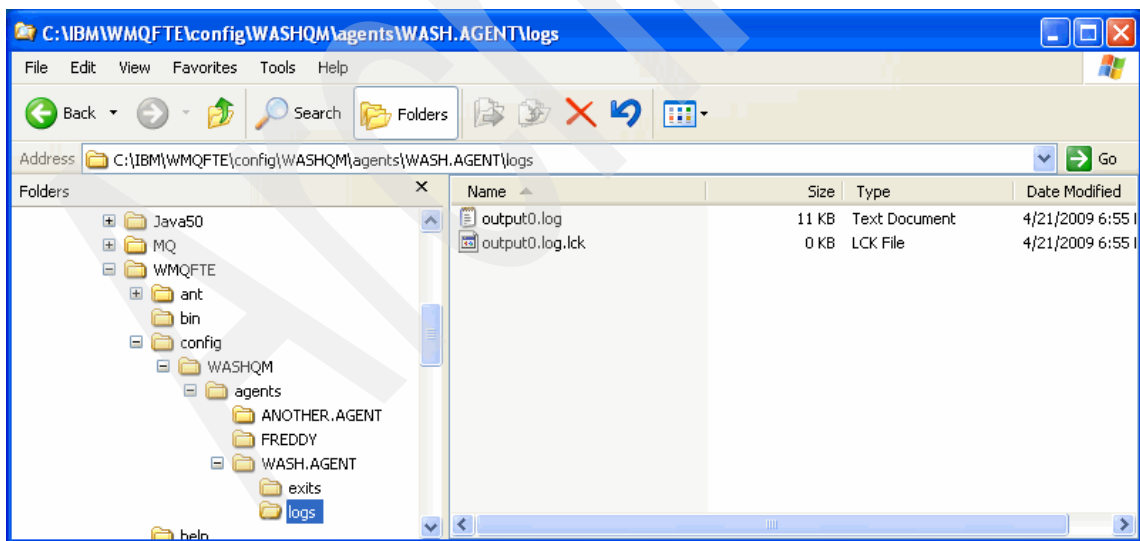 C:\IBM\WMQFTE\config\WASHQM\agents\WASH.AGENT\logs
File Edit View Favorites Tools Help
Back Search Folders
Address C:\IBM\WMQFTE\config\WASHQM\agents\WASH.AGENT\logs Go
Folders × Name Size Type Date Modified
Java50
MQ
WMQFTE
ant
bin
config
WASHQM
agents
ANOTHER.AGENT
FREDDY
WASH.AGENT
exits
logs
help
output0.log 11 KB Text Document 4/21/2009 6:55
output0.log.lck 0 KB LCK File 4/21/2009 6:55